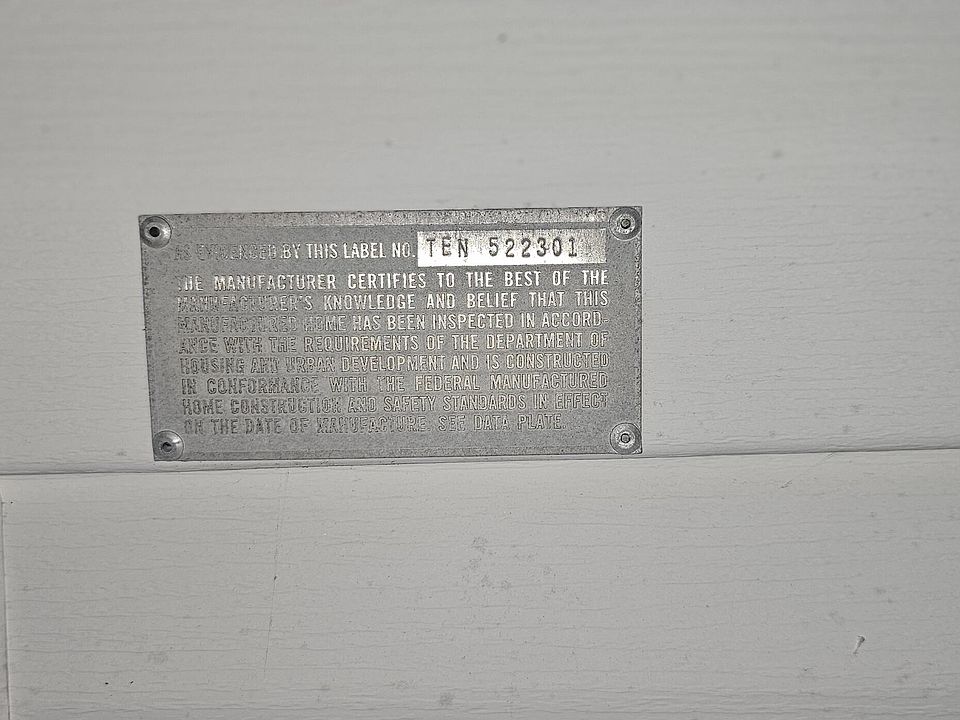 AS EVIDENCED BY THIS LABEL NO. TEN 522301
THE MANUFACTURER CERTIFIES TO THE BEST OF THE
MANUFACTURER'S KNOWLEDGE AND BELIEF THAT THIS
MANUFACTURED HOME HAS BEEN INSPECTED IN ACCORD-
ANCE WITH THE REQUIREMENTS OF THE DEPARTMENT OF
HOUSING AND URBAN DEVELOPMENT AND IS CONSTRUCTED
IN CONFORMANCE WITH THE FEDERAL MANUFACTURED
HOME CONSTRUCTION AND SAFETY STANDARDS IN EFFECT
ON THE DATE OF MANUFACTURE. SEE DATA PLATE.